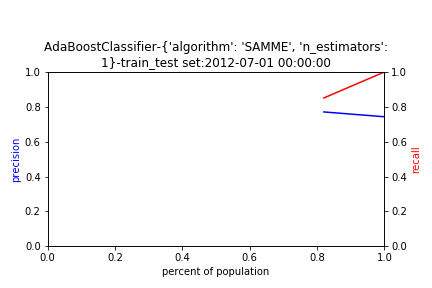 AdaBoostClassifier-{'algorithm': 'SAMME', 'n_estimators':
1}-train_test set:2012-07-01 00:00:00
1.0
0.8
0.6
0.4
0.2
0.0
precision
1.0
0.8
0.6
0.4
0.2
0.0
recall
0.0 0.2 0.4 0.6 0.8 1.0
percent of population